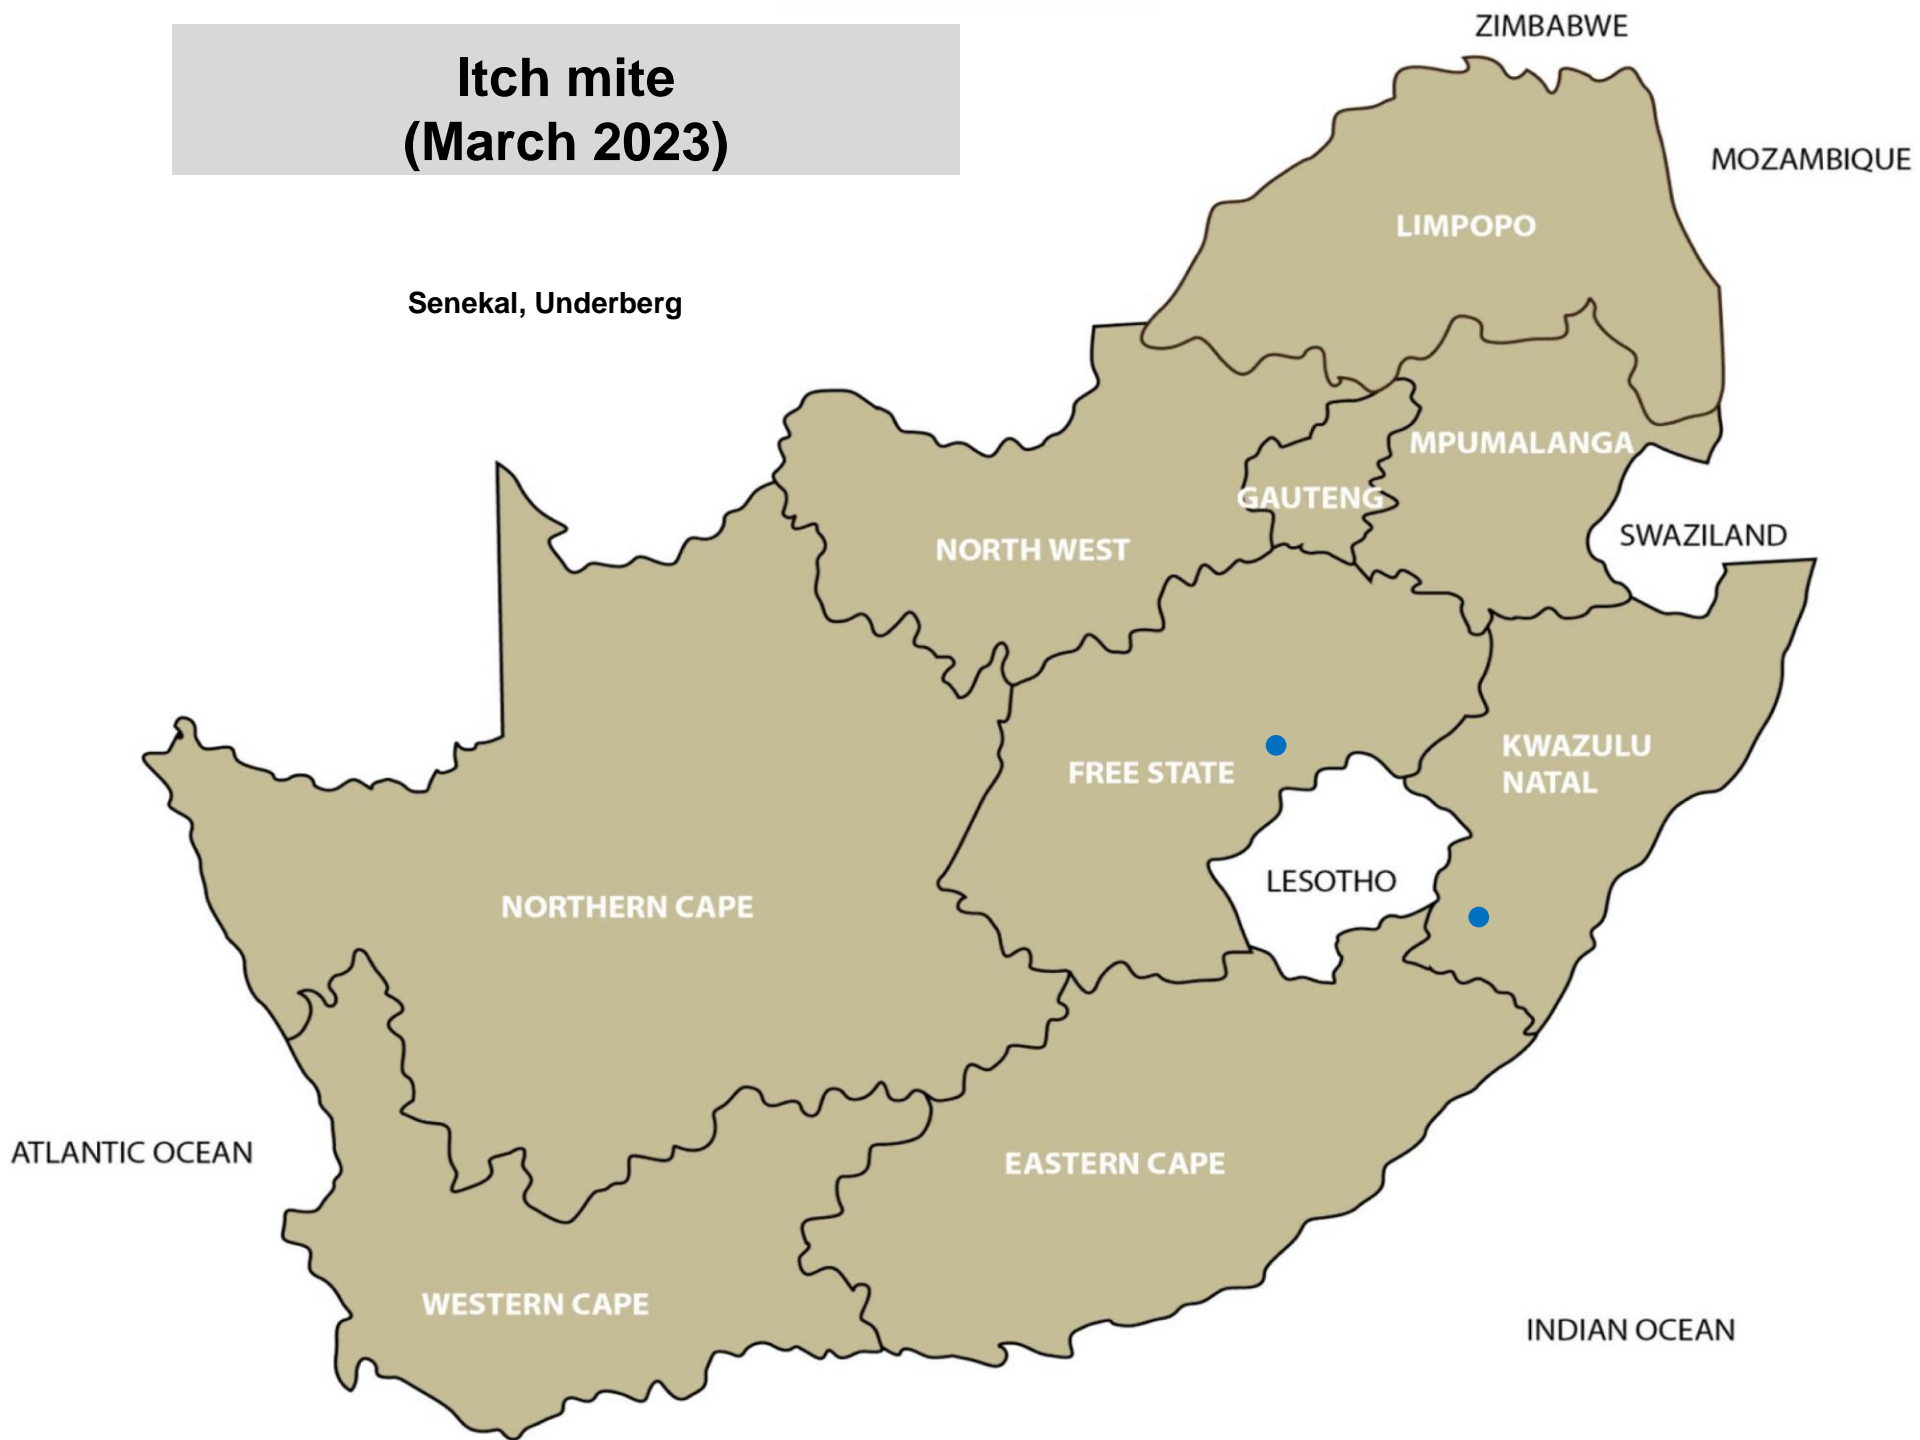 Itch mite
(March 2023)
ZIMBABWE
MOZAMBIQUE
LIMPOPO
Senekal, Underberg
MPUMALANGA
GAUTENG
SWAZILAND
NORTH WEST
KWAZULU
NATAL
FREE STATE
LESOTHO
NORTHERN CAPE
ATLANTIC OCEAN
EASTERN CAPE
WESTERN CAPE
INDIAN OCEAN